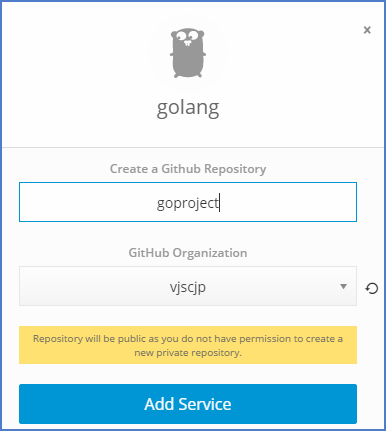 ×
golang
Create a Github Repository
goproject
GitHub Organization
vjscjp
Repository will be public as you do not have permission to create a
new private repository.
Add Service